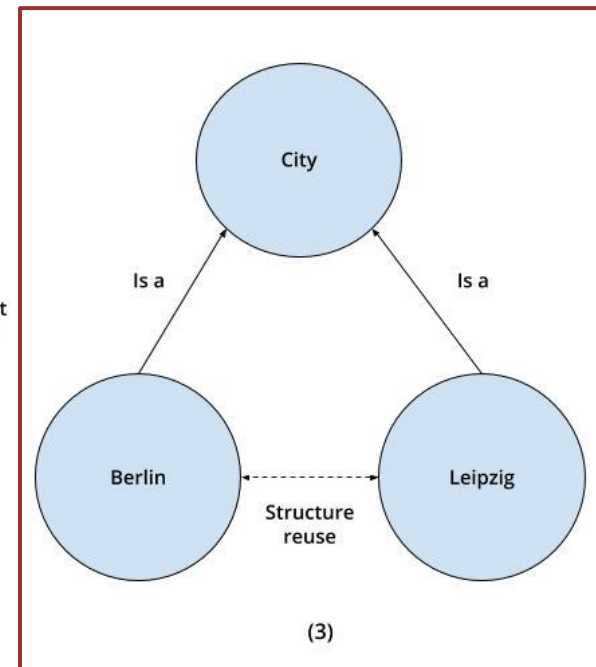 City
Is a
Is a
t
Berlin
Leipzig
Structure
reuse
(3)